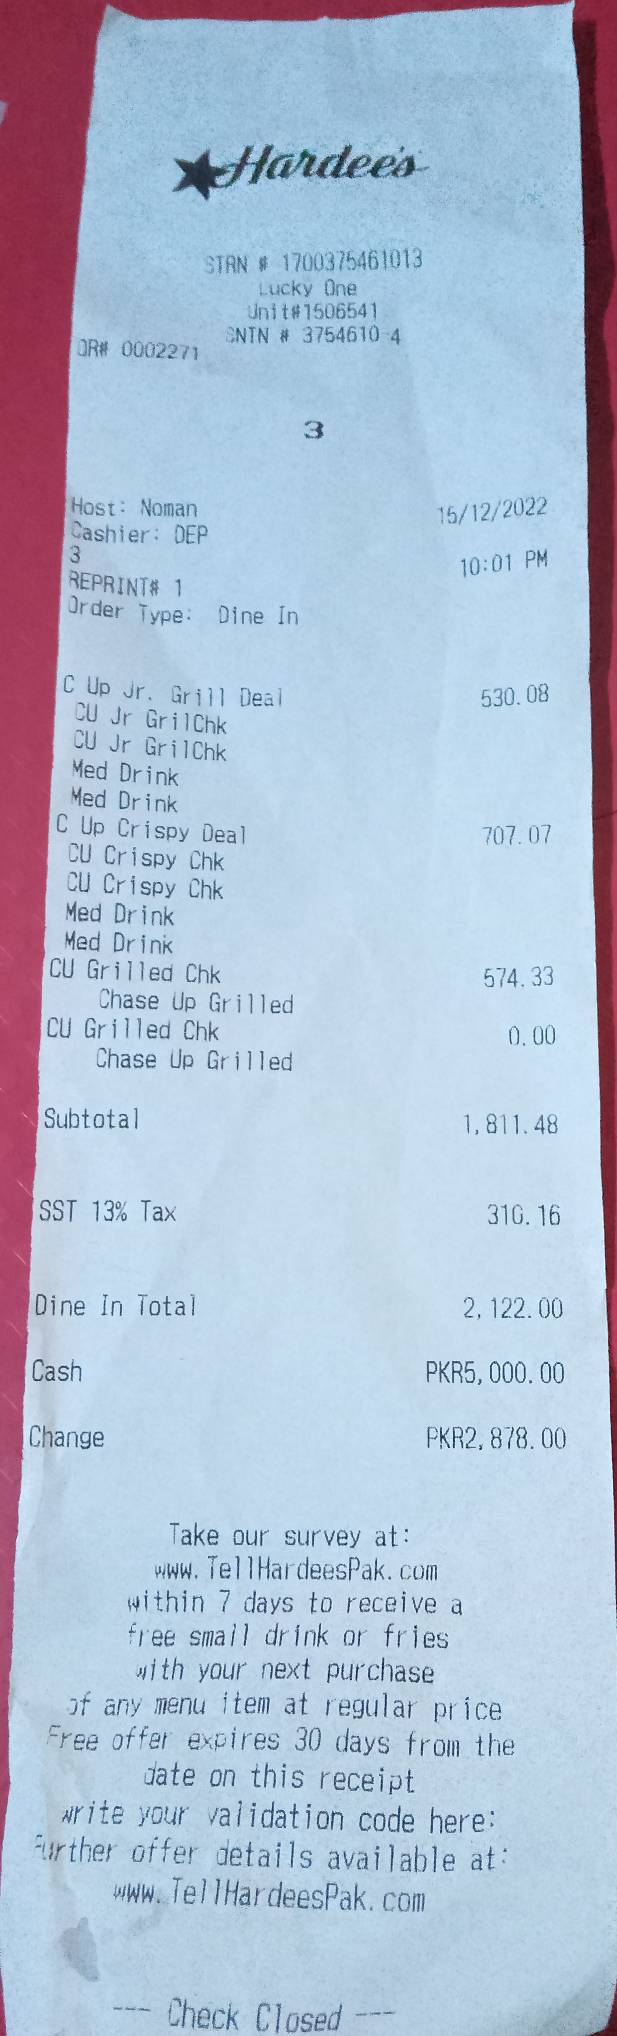 Hardee's
STRN # 1700375461013
Lucky One
Unit#1506541
SNTN # 3754610-4
OR# 0002271
3
Host: Noman 15/12/2022
Cashier: DEP
3 10:01 PM
REPRINT# 1
Order Type: Dine In
C Up Jr. Grill Deal 530.08
CU Jr GrilChk
CU Jr GrilChk
Med Drink
Med Drink
C Up Crispy Deal 707.07
CU Crispy Chk
CU Crispy Chk
Med Drink
Med Drink
CU Grilled Chk 574.33
Chase Up Grilled
CU Grilled Chk 0.00
Chase Up Grilled
Subtotal 1,811.48
SST 13% Tax 310.16
Dine In Total 2,122.00
Cash PKR5,000.00
Change PKR2,878.00
Take our survey at:
www.TellHardeesPak.com
within 7 days to receive a
free small drink or fries
with your next purchase
of any menu item at regular price
Free offer expires 30 days from the
date on this receipt
write your validation code here:
Further offer details available at:
www.TellHardeesPak.com
--- Check Closed ---